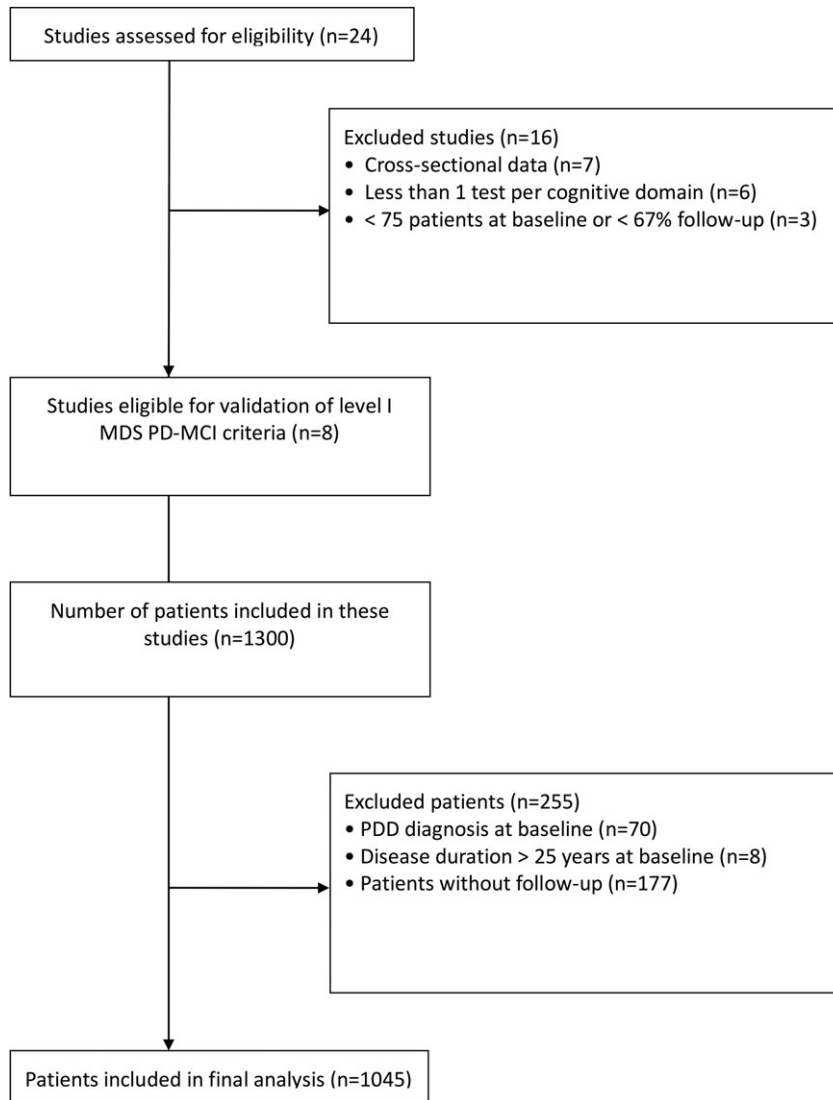 Studies assessed for eligibility (n=24)
Excluded studies (n=16)
• Cross-sectional data (n=7)
• Less than 1 test per cognitive domain (n=6)
• < 75 patients at baseline or < 67% follow-up (n=3)
Studies eligible for validation of level I
MDS PD-MCI criteria (n=8)
Number of patients included in these
studies (n=1300)
Excluded patients (n=255)
• PDD diagnosis at baseline (n=70)
• Disease duration > 25 years at baseline (n=8)
• Patients without follow-up (n=177)
Patients included in final analysis (n=1045)